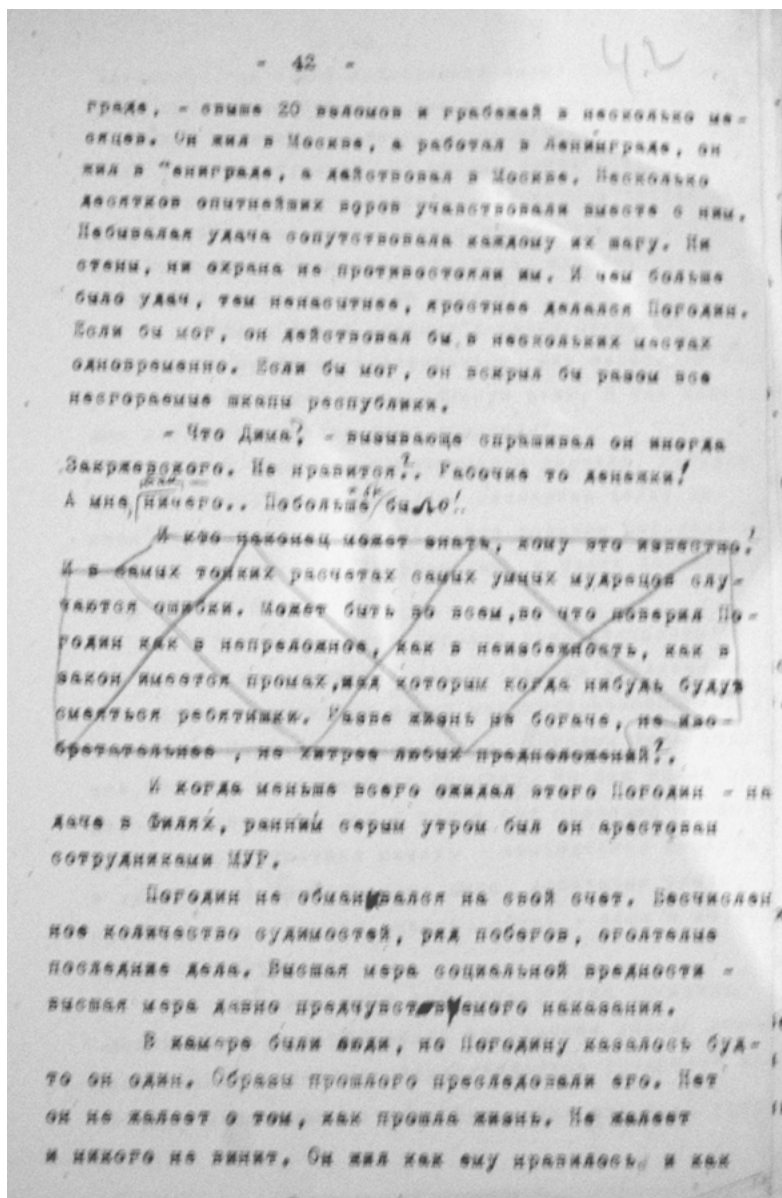 - 42 -
42
граде, - свыше 20 взломов и грабежей в несколько ме-
сяцев. Он жил в Москве, а работал в Ленинграде, он
жил в "енинграде, а действовал в Москве. Несколько
десятков опытнейших воров учавствовали вместе с ним.
Небывалая удача сопутствовала каждому их шагу. Ни
стены, ни охрана не противостояли им. И чем больше
было удач, тем ненасытнее, яростнее делался Погодин.
Если бы мог, он действовал бы в нескольких местах
одновременно. Если бы мог, он вскрыл бы разом все
несгораемые шкапы республики.
- Что Дима? - вызывающе спрашивал он иногда
Закржевского. Не нравится?.. Рабочие то денежки!
А мне, ничего.. Побольше бы было!..
И кто наконец может знать, кому это известно!
И в самых тонких расчетах самых умных мудрецов слу-
чаются ошибки. Может быть во всем, во что поверил По-
годин как в непреложное, как в неизбежность, как в
закон имеется промах, над которым когда нибудь будут
смеяться ребятишки. Разве жизнь не богаче, не изо-
бретательнее, не хитрее любых предположений?.
И когда меньше всего ожидал этого Погодин - на
даче в Филях, ранним серым утром был он арестован
сотрудниками МУР.
Погодин не обманывался на свой счет. Бесчислен
ное количество судимостей, ряд побегов, оголтелые
последние дела. Высшая мера социальной вредности -
высшая мера давно предчувствуемого наказания.
В камере были люди, но Погодину казалось буд-
то он один. Образы прошлого преследовали его. Нет
он не жалеет о том, как прошла жизнь. Не жалеет
и никого не винит. Он жил как ему нравилось и как